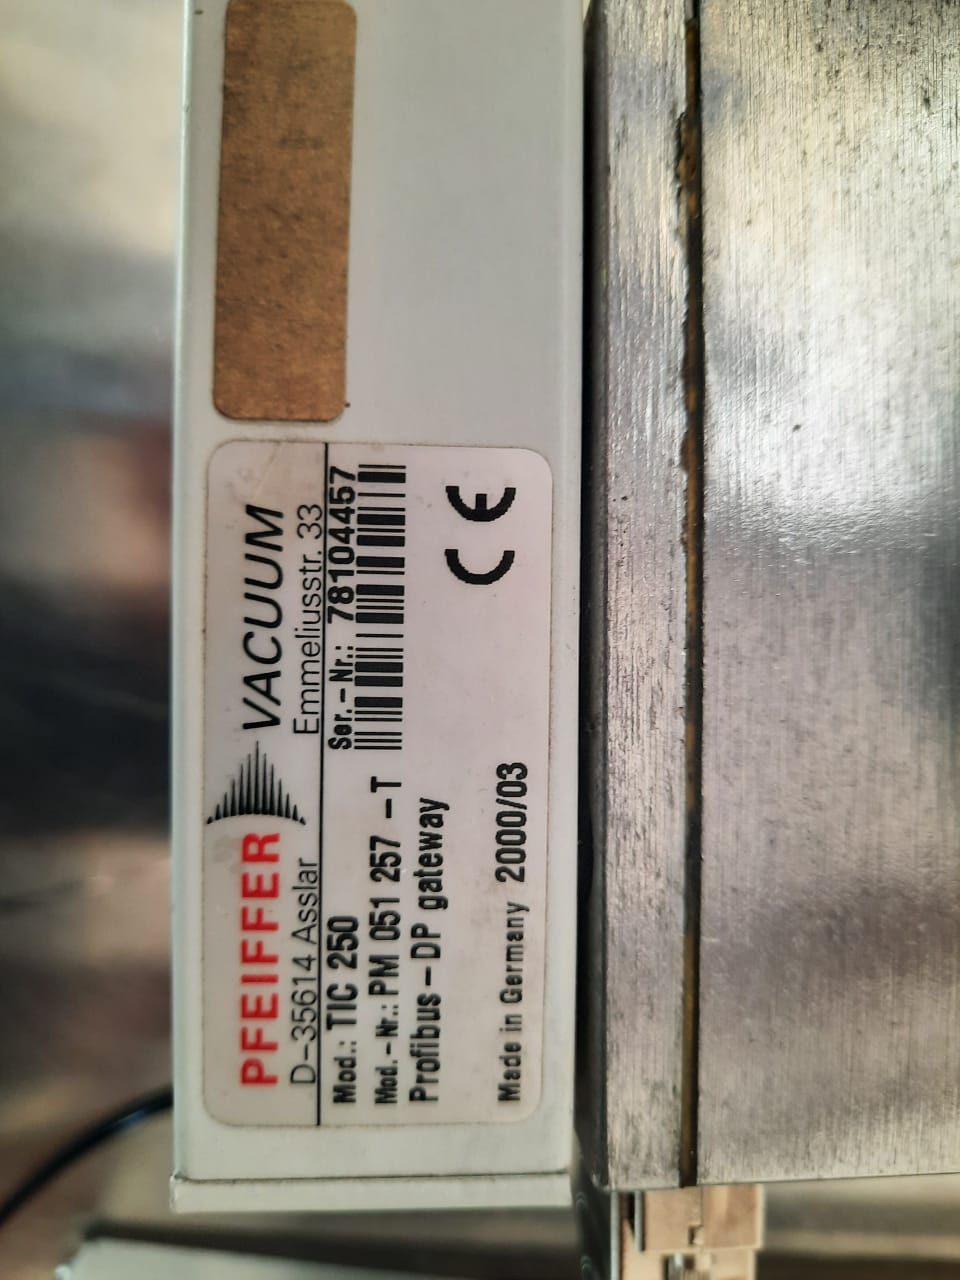 PFEIFFER VACUUM
D-35614 Asslar Emmeliusstr. 33
Mod.: TIC 250 Ser.-Nr.: 78104457
Mod.-Nr.: PM 051 257 -T
Profibus-DP gateway
Made in Germany 2000/03
CE